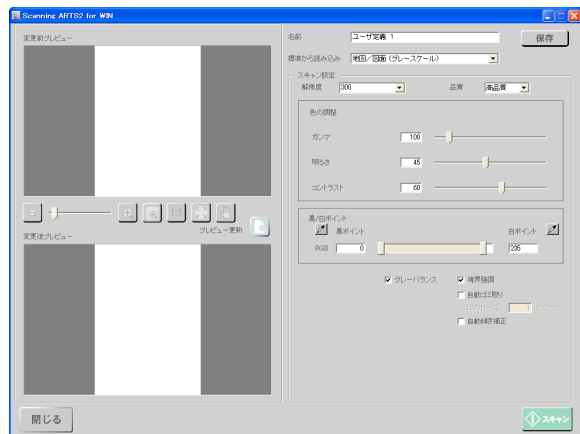 Scanning ARTS2 for WIN
変更前プレビュー
名前 ユーザ定義 1 保存
標準から読み込み 地図／図面 (グレースケール)
スキャン設定
解像度 300 品質 高品質
色の調整
ガンマ 100
明るさ 45
コントラスト 60
1:1
プレビュー更新
変更後プレビュー
黒/白ポイント
黒ポイント 白ポイント
RGB 0 235
グレーバランス 境界強調
自動ゴミ取り
1
自動傾き補正
閉じる スキャン